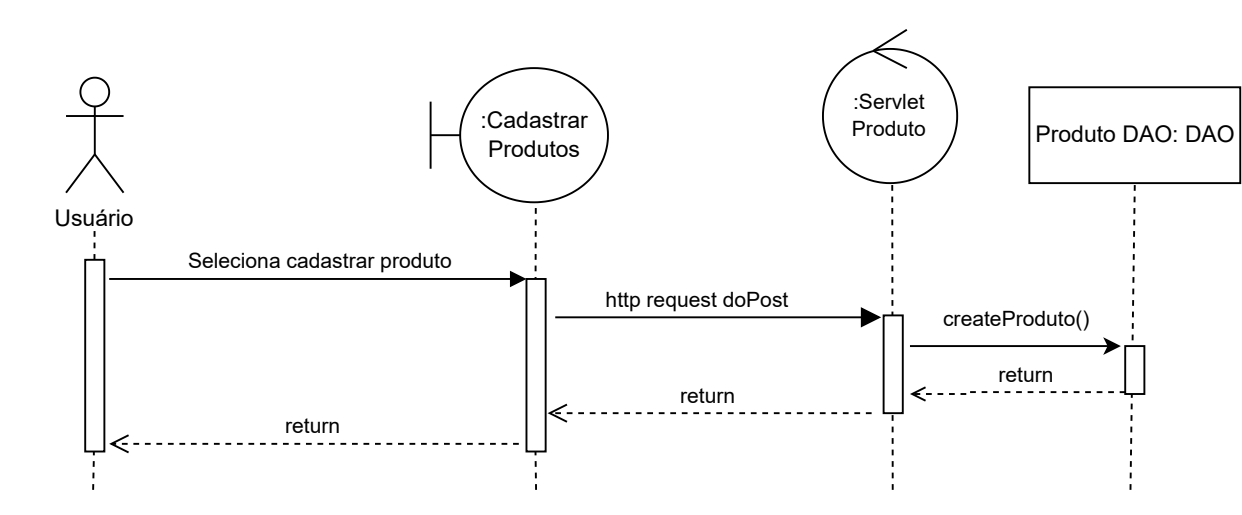 :Servlet
Produto
:Cadastrar
Produtos
Produto DAO: DAO
Usuário
Seleciona cadastrar produto
http request doPost
createProduto()
return
return
return